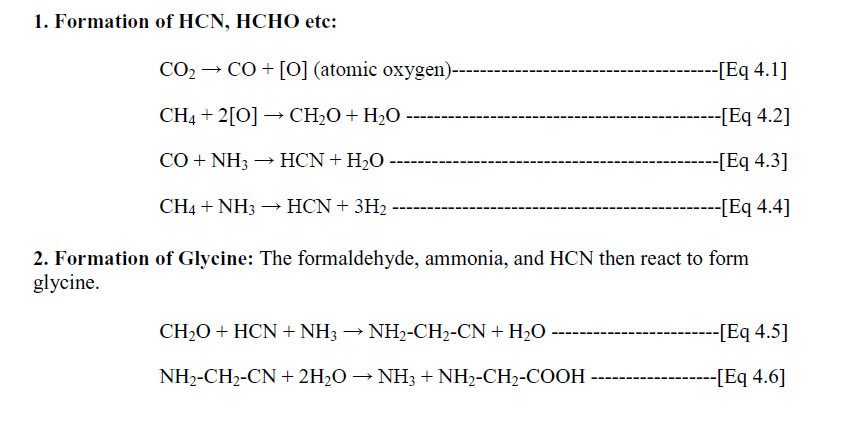 1. Formation of HCN, HCHO etc:
CO₂ → CO + [O] (atomic oxygen)--------------------------------------[Eq 4.1]
CH₄ + 2[O] → CH₂O + H₂O ---------------------------------------------[Eq 4.2]
CO + NH₃ → HCN + H₂O -----------------------------------------------[Eq 4.3]
CH₄ + NH₃ → HCN + 3H₂ -----------------------------------------------[Eq 4.4]
2. Formation of Glycine: The formaldehyde, ammonia, and HCN then react to form
glycine.
CH₂O + HCN + NH₃ → NH₂-CH₂-CN + H₂O ------------------------[Eq 4.5]
NH₂-CH₂-CN + 2H₂O → NH₃ + NH₂-CH₂-COOH ------------------[Eq 4.6]